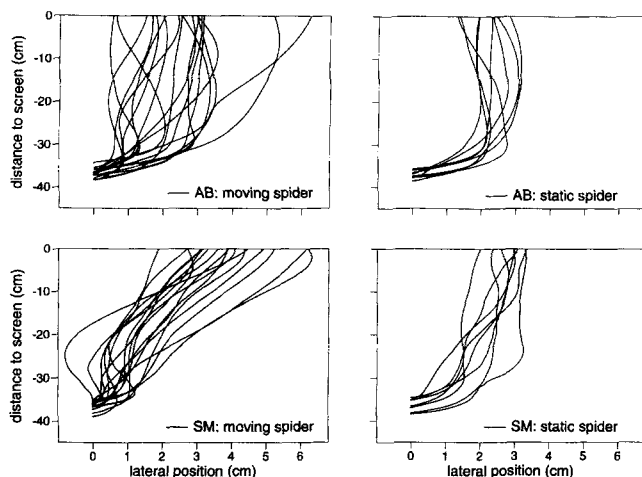 0
-10
-20
-30
-40
distance to screen (cm)
AB: moving spider
AB: static spider
0
-10
-20
-30
-40
distance to screen (cm)
SM: moving spider
SM: static spider
0 1 2 3 4 5 6
lateral position (cm)
0 1 2 3 4 5 6
lateral position (cm)